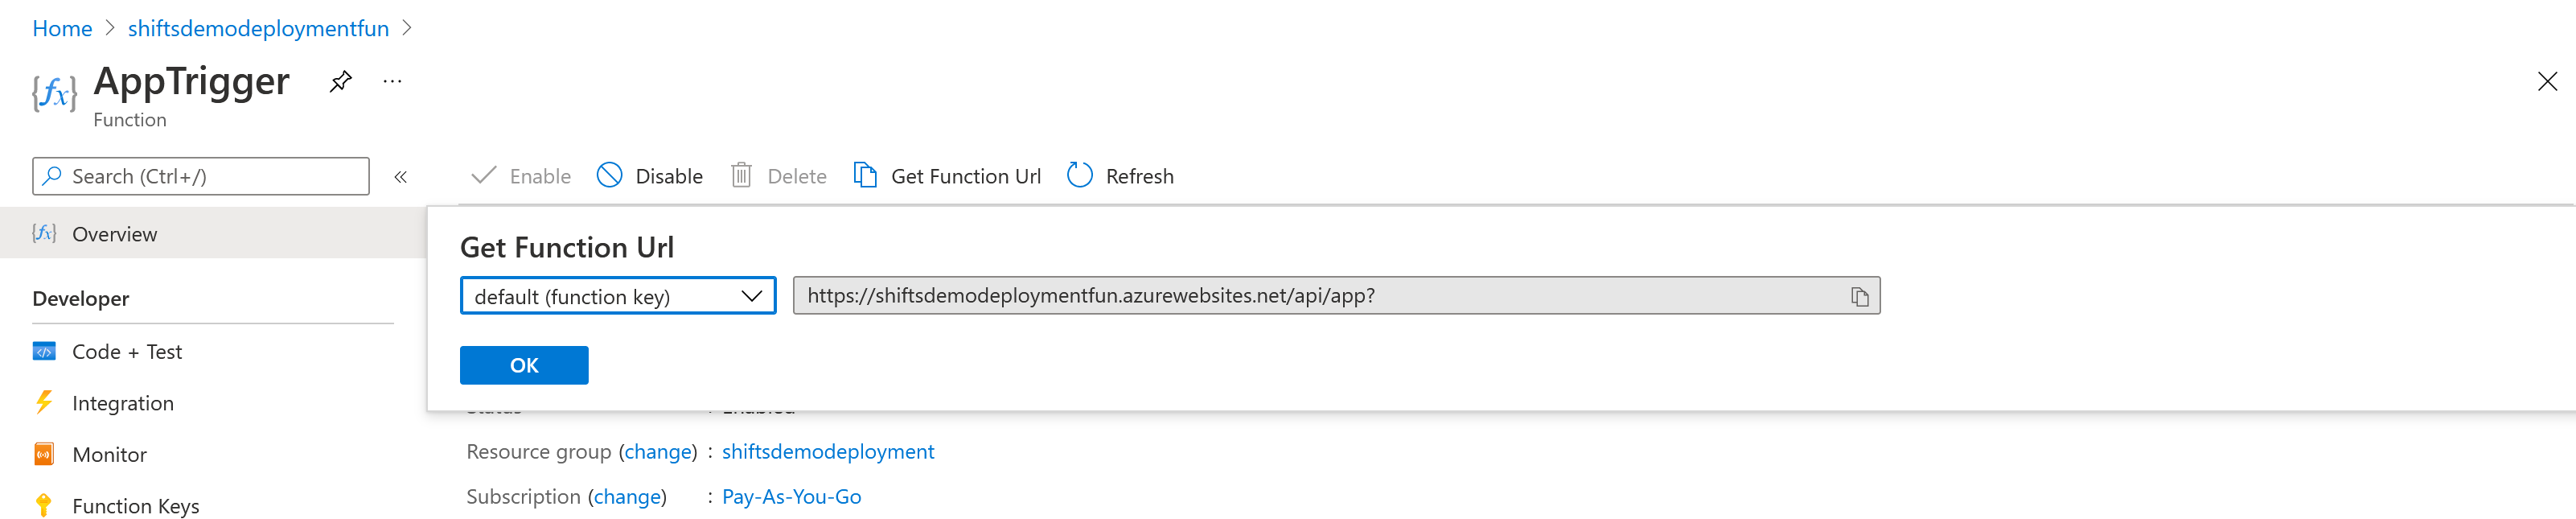 Home > shiftsdemodeploymentfun >
{fx} AppTrigger ...
Function
Search (Ctrl+/) «
Enable Disable Delete Get Function Url Refresh
{fx} Overview
Get Function Url
default (function key) https://shiftsdemodeploymentfun.azurewebsites.net/api/app?
OK
Developer
Code + Test
Integration
Monitor
Function Keys
Resource group (change) : shiftsdemodeployment
Subscription (change) : Pay-As-You-Go